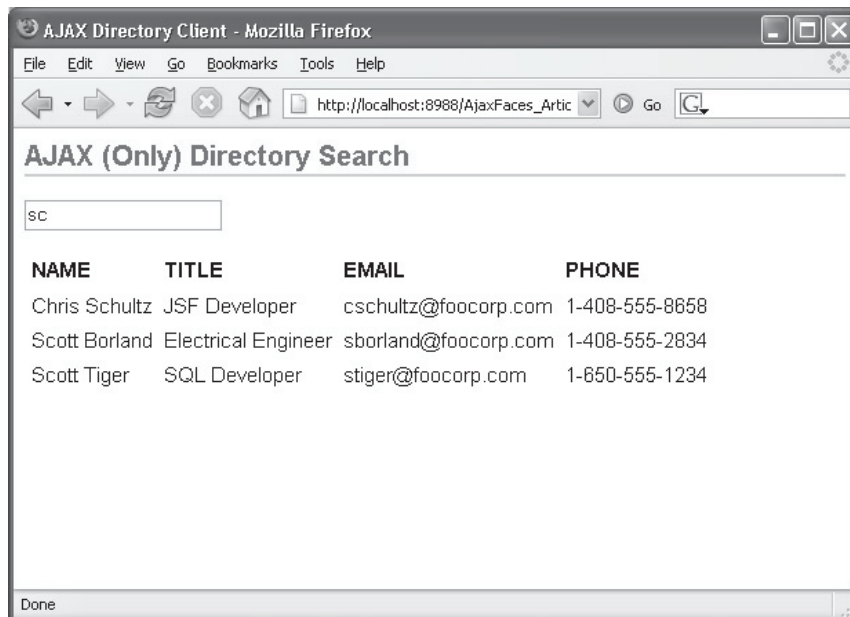 AJAX Directory Client - Mozilla Firefox
File Edit View Go Bookmarks Tools Help
http://localhost:8988/AjaxFaces_Artic Go G
AJAX (Only) Directory Search
sc
NAME TITLE EMAIL PHONE
Chris Schultz JSF Developer cschultz@foocorp.com 1-408-555-8658
Scott Borland Electrical Engineer sborland@foocorp.com 1-408-555-2834
Scott Tiger SQL Developer stiger@foocorp.com 1-650-555-1234
Done